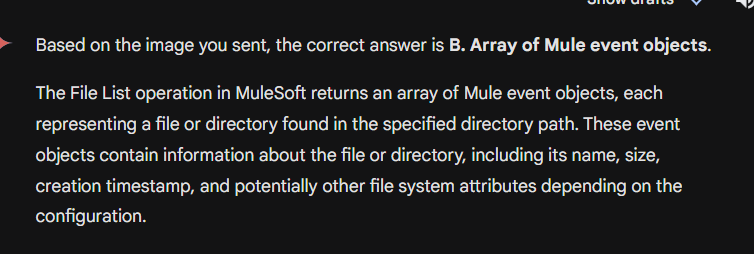 Show drafts
Based on the image you sent, the correct answer is B. Array of Mule event objects.
The File List operation in MuleSoft returns an array of Mule event objects, each
representing a file or directory found in the specified directory path. These event
objects contain information about the file or directory, including its name, size,
creation timestamp, and potentially other file system attributes depending on the
configuration.